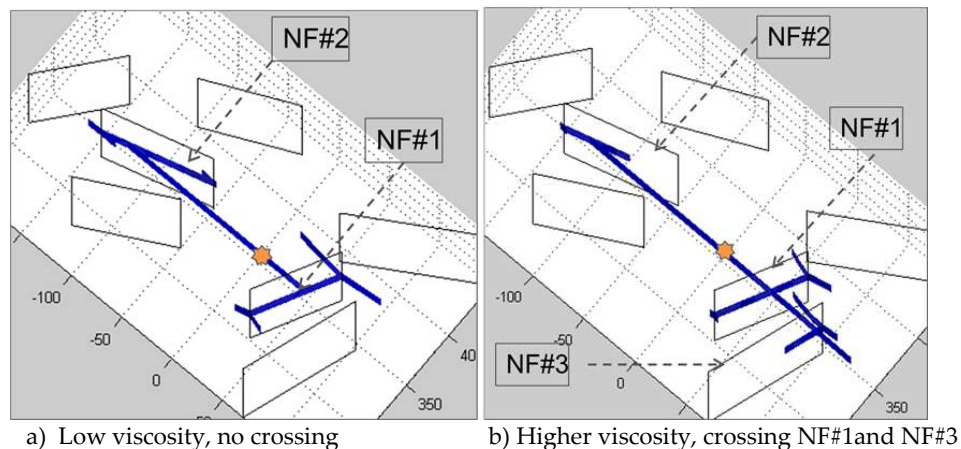 NF#2
NF#1
-100
-50
0
50
350
40
NF#2
NF#1
NF#3
-100
-50
0
350
a) Low viscosity, no crossing
b) Higher viscosity, crossing NF#1and NF#3